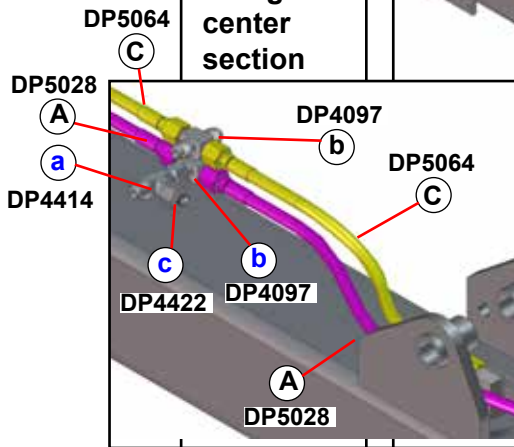 center
section
DP5064
C
DP5028
A
a
DP4414
DP4097
b
DP5064
C
c
DP4422
b
DP4097
A
DP5028